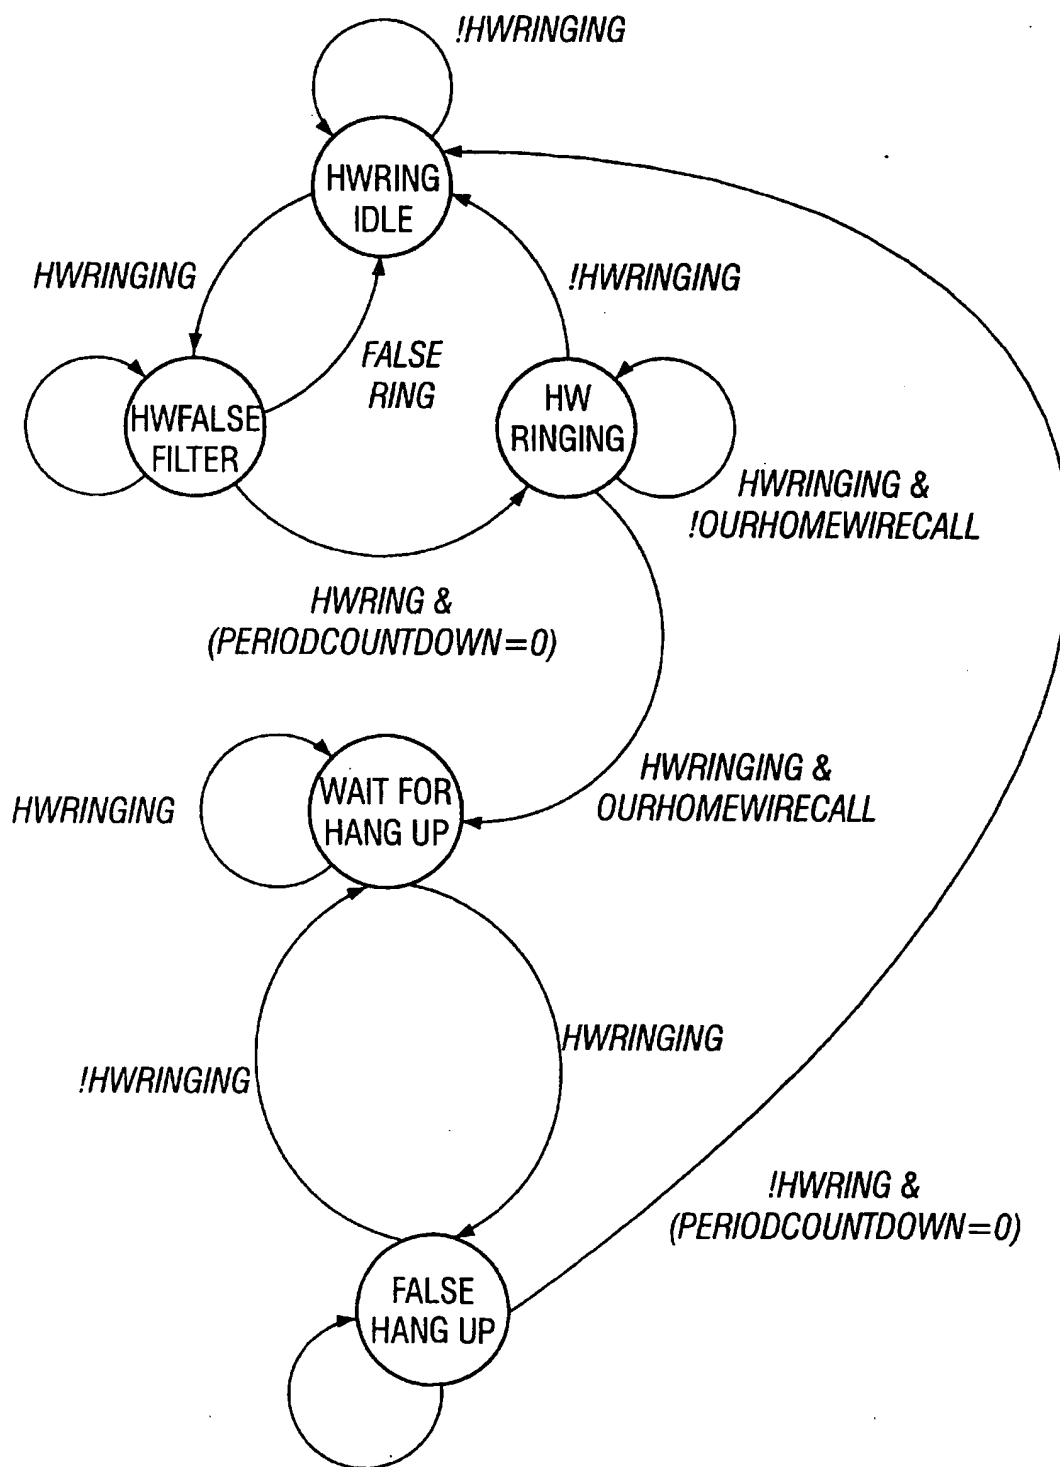 !HWRINGING
HWRING
IDLE
HWRINGING
!HWRINGING
FALSE
RING
HWFALSE
FILTER
HW
RINGING
HWRINGING &
!OURHOMEWIRECALL
HWRING &
(PERIODCOUNTDOWN=0)
HWRINGING &
OURHOMEWIRECALL
WAIT FOR
HANG UP
HWRINGING
HWRINGING
!HWRINGING
!HWRING &
(PERIODCOUNTDOWN=0)
FALSE
HANG UP